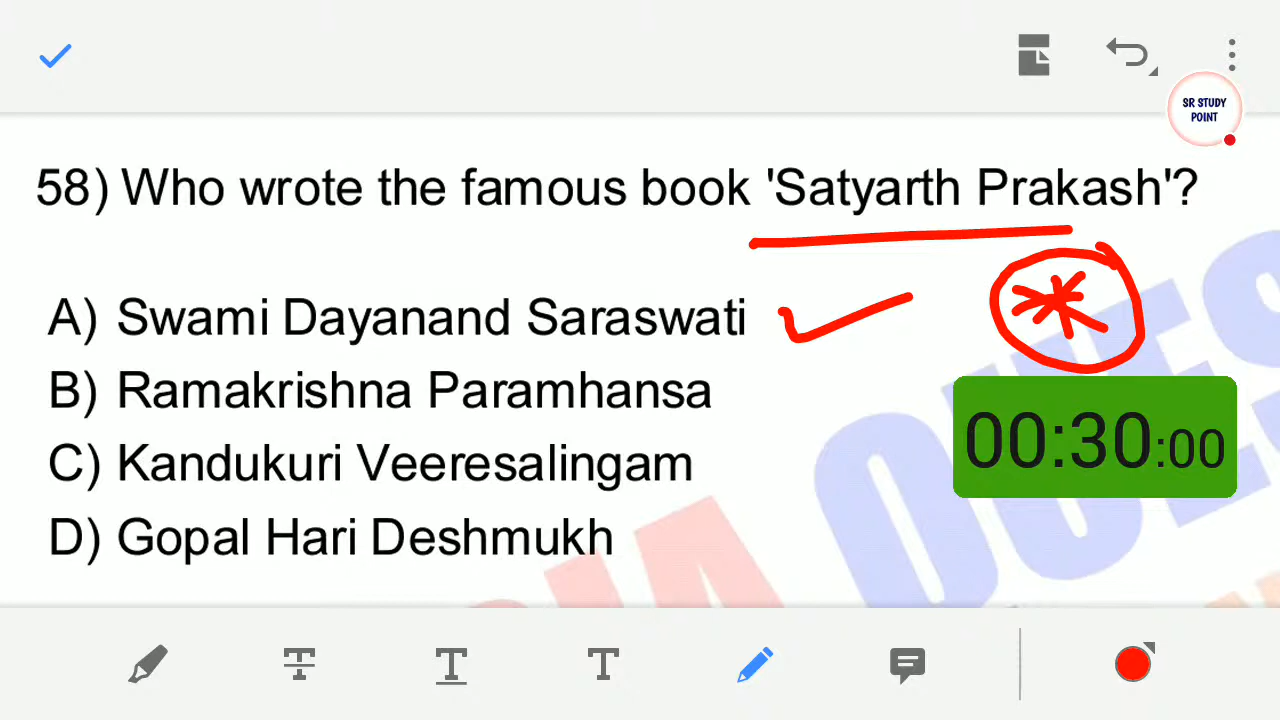 SR STUDY
POINT
58) Who wrote the famous book 'Satyarth Prakash'?
A) Swami Dayanand Saraswati
B) Ramakrishna Paramhansa
C) Kandukuri Veeresalingam
D) Gopal Hari Deshmukh
00:30:00